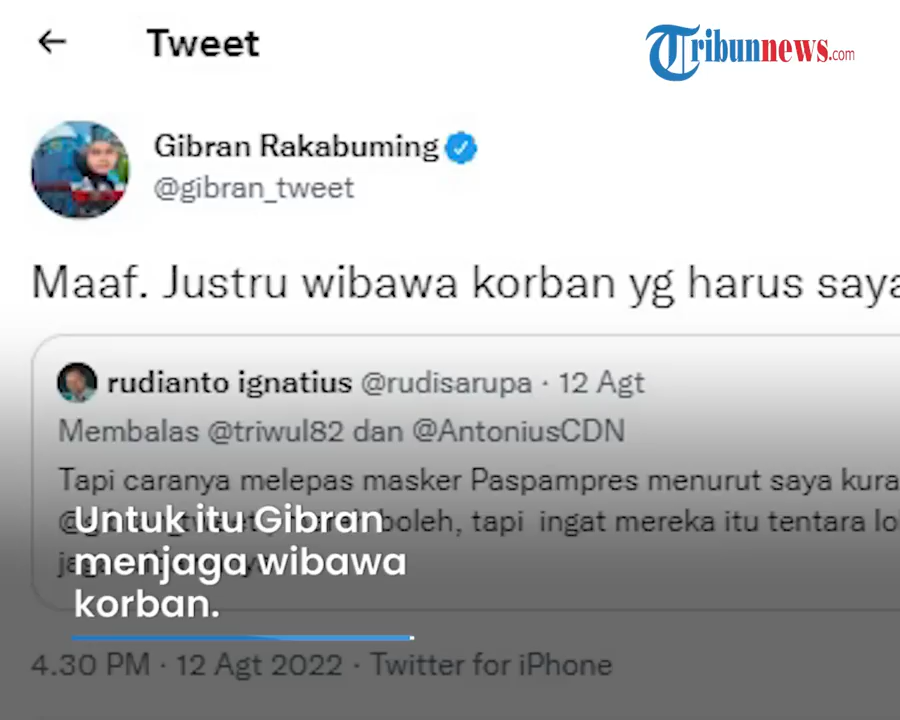 Tweet
Tribunnews.com
Gibran Rakabuming
@gibran_tweet
Maaf. Justru wibawa korban yg harus saya
rudianto ignatius @rudisarupa · 12 Agt
Membalas @triwul82 dan @AntoniusCDN
Tapi caranya melepas masker Paspampres menurut saya
boleh, tapi ingat mereka itu tentara
Untuk itu Gibran
menjaga wibawa
korban.
4.30 PM · 12 Agt 2022 · Twitter for iPhone